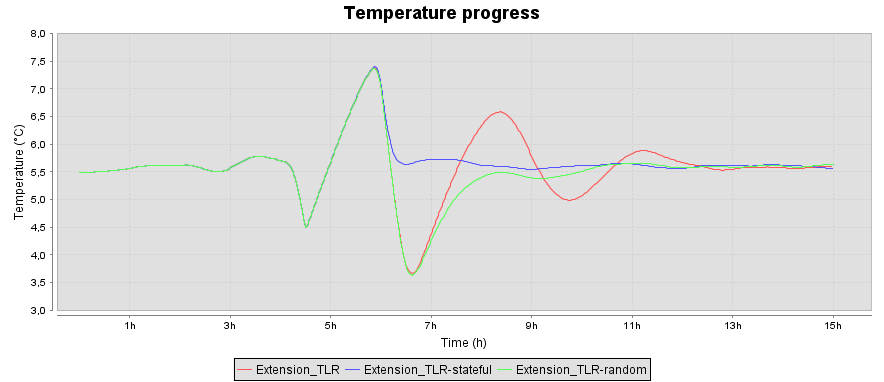 Temperature progress
8,0
7,5
7,0
6,5
6,0
5,5
5,0
4,5
4,0
3,5
3,0
Temperature (°C)
1h 3h 5h 7h 9h 11h 13h 15h
Time (h)
Extension_TLR Extension_TLR-stateful Extension_TLR-random